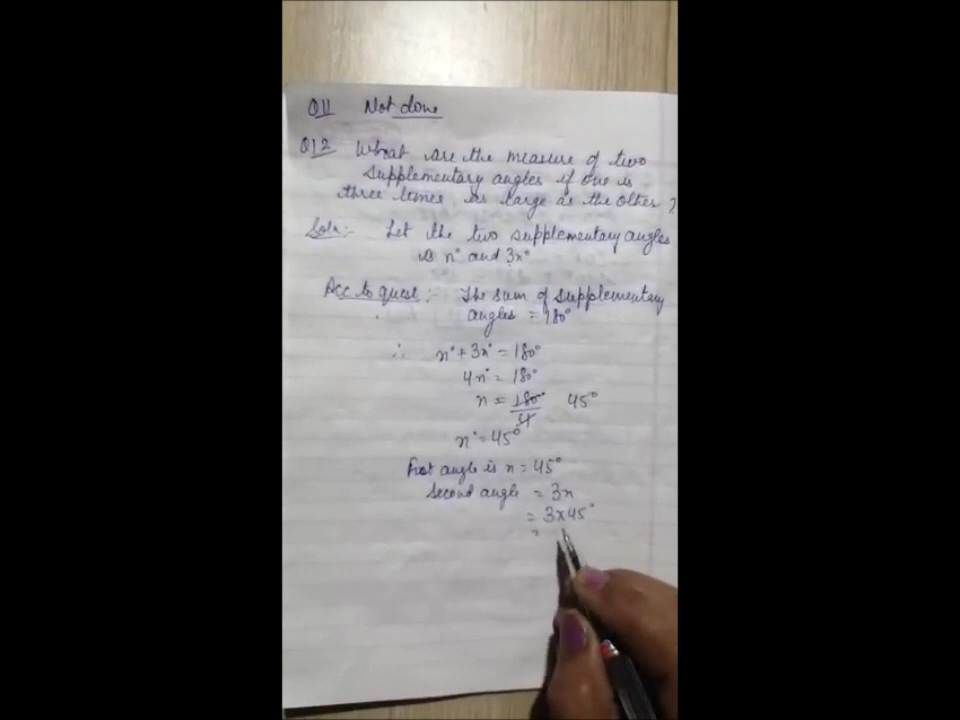 Q11 Not done
Q12 What are the measure of two
supplementary angles if one is
three times as large as the other ?
Soln:- Let the two supplementary angles
is x° and 3x°
Acc to quest :- The sum of supplementary
angles = 180°
∴ x° + 3x° = 180°
4x° = 180°
x = 180°/4 45°
x° = 45°
First angle is x = 45°
Second angle = 3x
= 3x45°
=